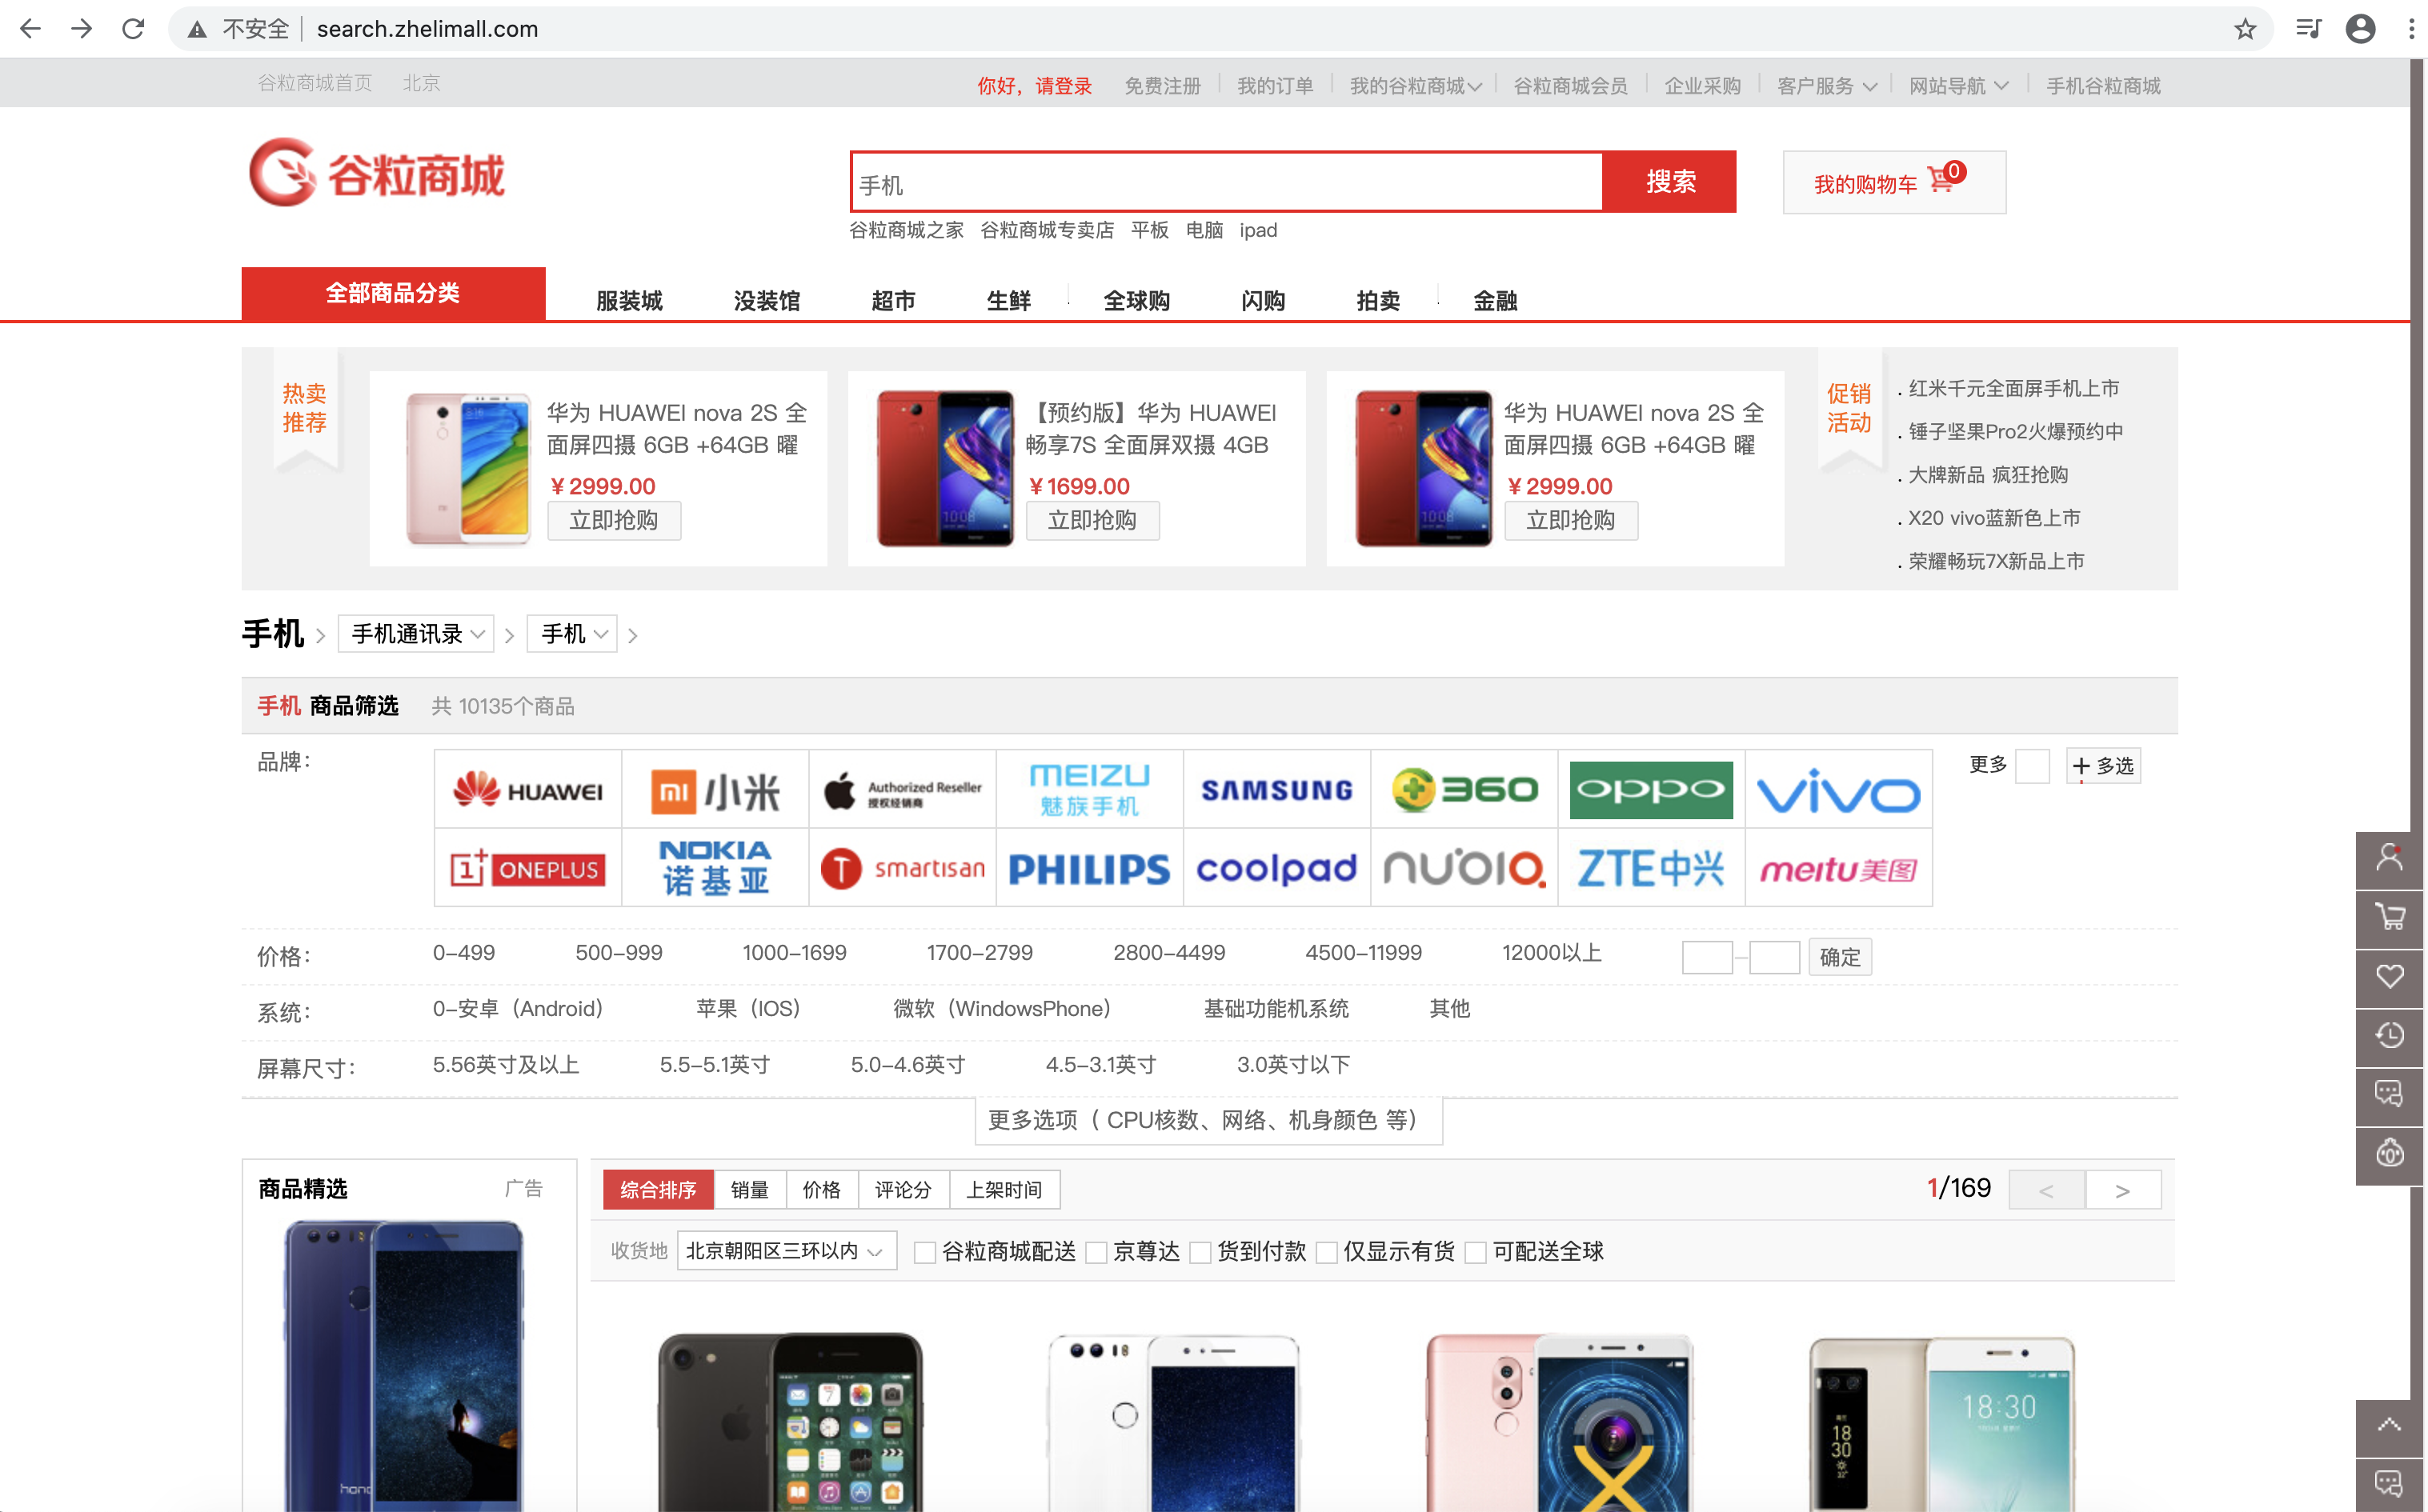 不安全 search.zhelimall.com
谷粒商城首页 北京 你好，请登录 免费注册 我的订单 我的谷粒商城 谷粒商城会员 企业采购 客户服务 网站导航 手机谷粒商城
谷粒商城 手机 搜索 我的购物车 0
谷粒商城之家 谷粒商城专卖店 平板 电脑 ipad
全部商品分类 服装城 没装馆 超市 生鲜 全球购 闪购 拍卖 金融
热卖
推荐
华为 HUAWEI nova 2S 全
面屏四摄 6GB +64GB 曜
¥2999.00
立即抢购
【预约版】华为 HUAWEI
畅享7S 全面屏双摄 4GB
¥1699.00
立即抢购
华为 HUAWEI nova 2S 全
面屏四摄 6GB +64GB 曜
¥2999.00
立即抢购
促销
活动
. 红米千元全面屏手机上市
. 锤子坚果Pro2火爆预约中
. 大牌新品 疯狂抢购
. X20 vivo蓝新色上市
. 荣耀畅玩7X新品上市
手机 > 手机通讯录 > 手机 >
手机 商品筛选 共 10135个商品
品牌： 更多 + 多选
HUAWEI 小米 Authorized Reseller 授权经销商 MEIZU 魅族手机 SAMSUNG 360 oppo vivo
ONEPLUS NOKIA 诺基亚 smartisan PHILIPS coolpad nubia ZTE中兴 meitu美图
价格： 0-499 500-999 1000-1699 1700-2799 2800-4499 4500-11999 12000以上 - 确定
系统： 0-安卓（Android） 苹果（IOS） 微软（WindowsPhone） 基础功能机系统 其他
屏幕尺寸： 5.56英寸及以上 5.5-5.1英寸 5.0-4.6英寸 4.5-3.1英寸 3.0英寸以下
更多选项（ CPU核数、网络、机身颜色 等）
商品精选 广告
综合排序 销量 价格 评论分 上架时间 1/169 < >
收货地 北京朝阳区三环以内 谷粒商城配送 京尊达 货到付款 仅显示有货 可配送全球
18:30
18
30